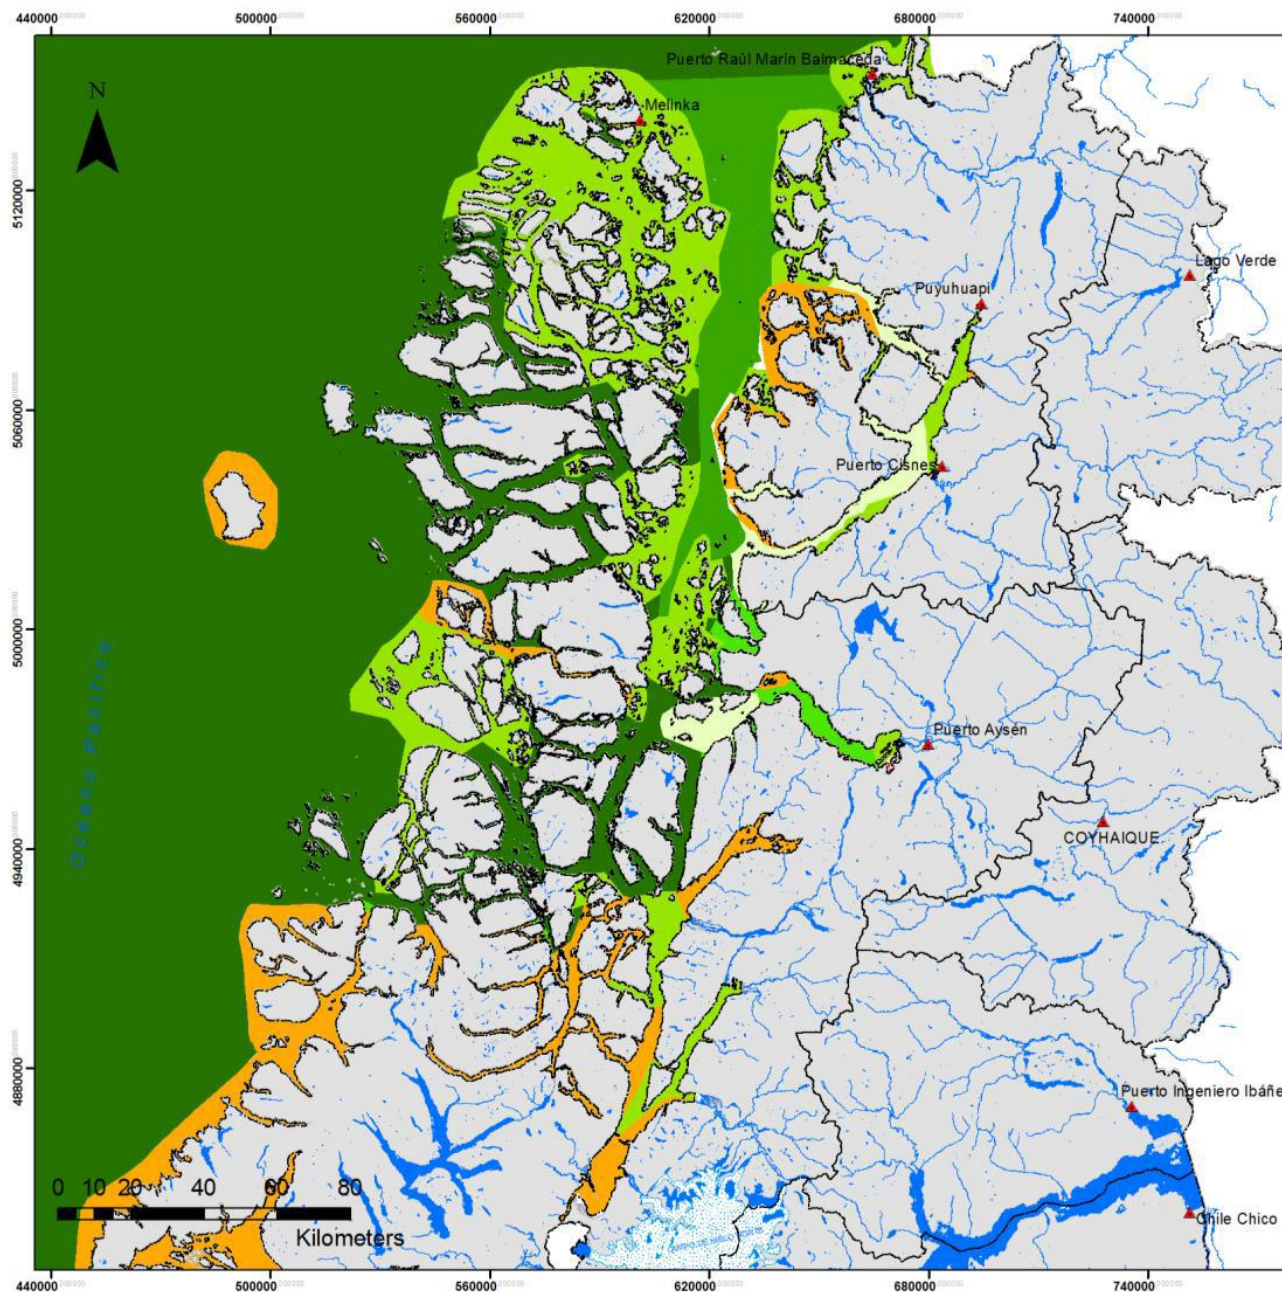 440000 500000 560000 620000 680000 740000
Puerto Raúl Marín Balmaceda
N
Melinka
5120000
Lago Verde
Puyuhuapi
5060000
Puerto Cisnes
5000000
Océano Pacífico
Puerto Aysén
COYHAIQUE
4940000
4880000
Puerto Ingeniero Ibáñe
0 10 20 40 60 80
Kilometers
Chile Chico
440000 500000 560000 620000 680000 740000